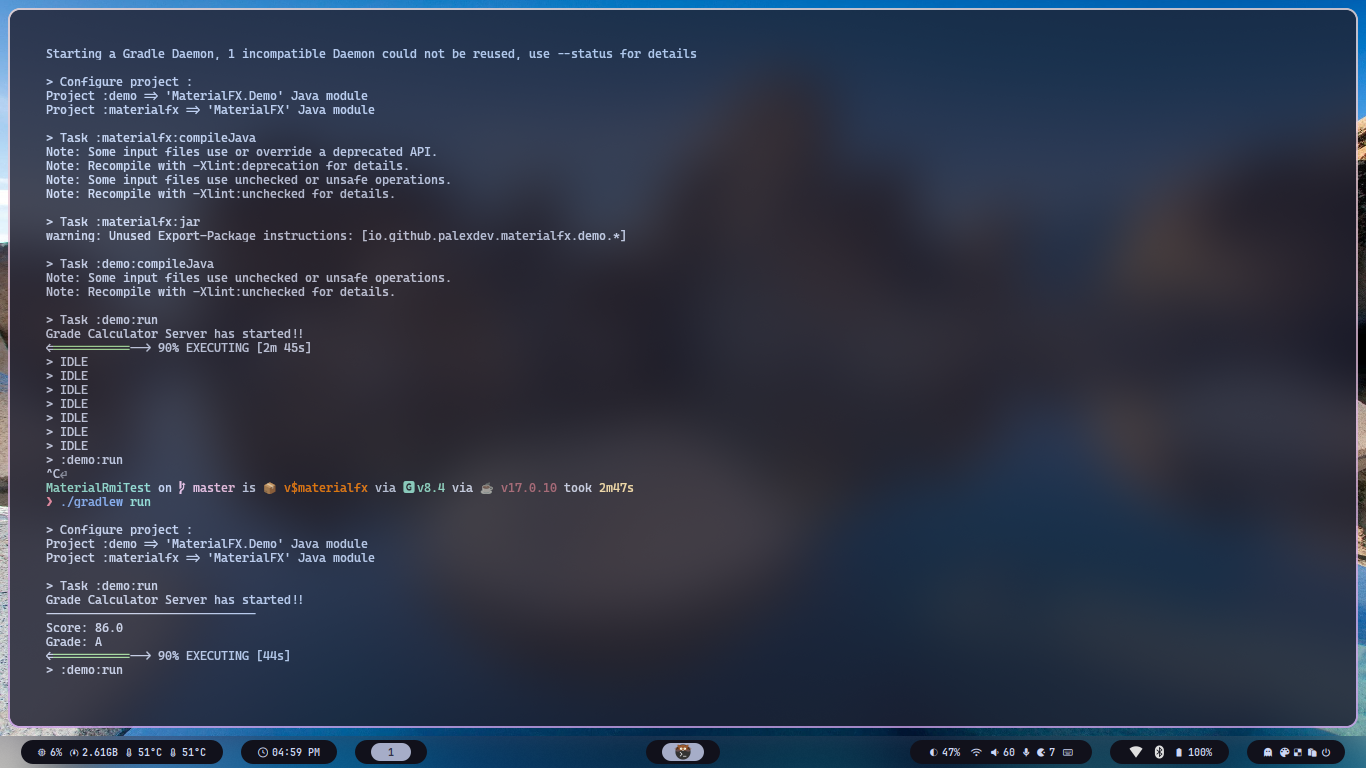 Starting a Gradle Daemon, 1 incompatible Daemon could not be reused, use --status for details
> Configure project :
Project :demo => 'MaterialFX.Demo' Java module
Project :materialfx => 'MaterialFX' Java module
> Task :materialfx:compileJava
Note: Some input files use or override a deprecated API.
Note: Recompile with -Xlint:deprecation for details.
Note: Some input files use unchecked or unsafe operations.
Note: Recompile with -Xlint:unchecked for details.
> Task :materialfx:jar
warning: Unused Export-Package instructions: [io.github.palexdev.materialfx.demo.*]
> Task :demo:compileJava
Note: Some input files use unchecked or unsafe operations.
Note: Recompile with -Xlint:unchecked for details.
> Task :demo:run
Grade Calculator Server has started!!
<===========--> 90% EXECUTING [2m 45s]
> IDLE
> IDLE
> IDLE
> IDLE
> IDLE
> IDLE
> IDLE
> :demo:run
^C⏎
MaterialRmiTest on master is 📦 v$materialfx via G v8.4 via ☕ v17.0.10 took 2m47s
❯ ./gradlew run
> Configure project :
Project :demo => 'MaterialFX.Demo' Java module
Project :materialfx => 'MaterialFX' Java module
> Task :demo:run
Grade Calculator Server has started!!
------------------------------
Score: 86.0
Grade: A
<===========--> 90% EXECUTING [44s]
> :demo:run
6% 2.61GB 51°C 51°C 04:59 PM 1 47% 60 7 100%